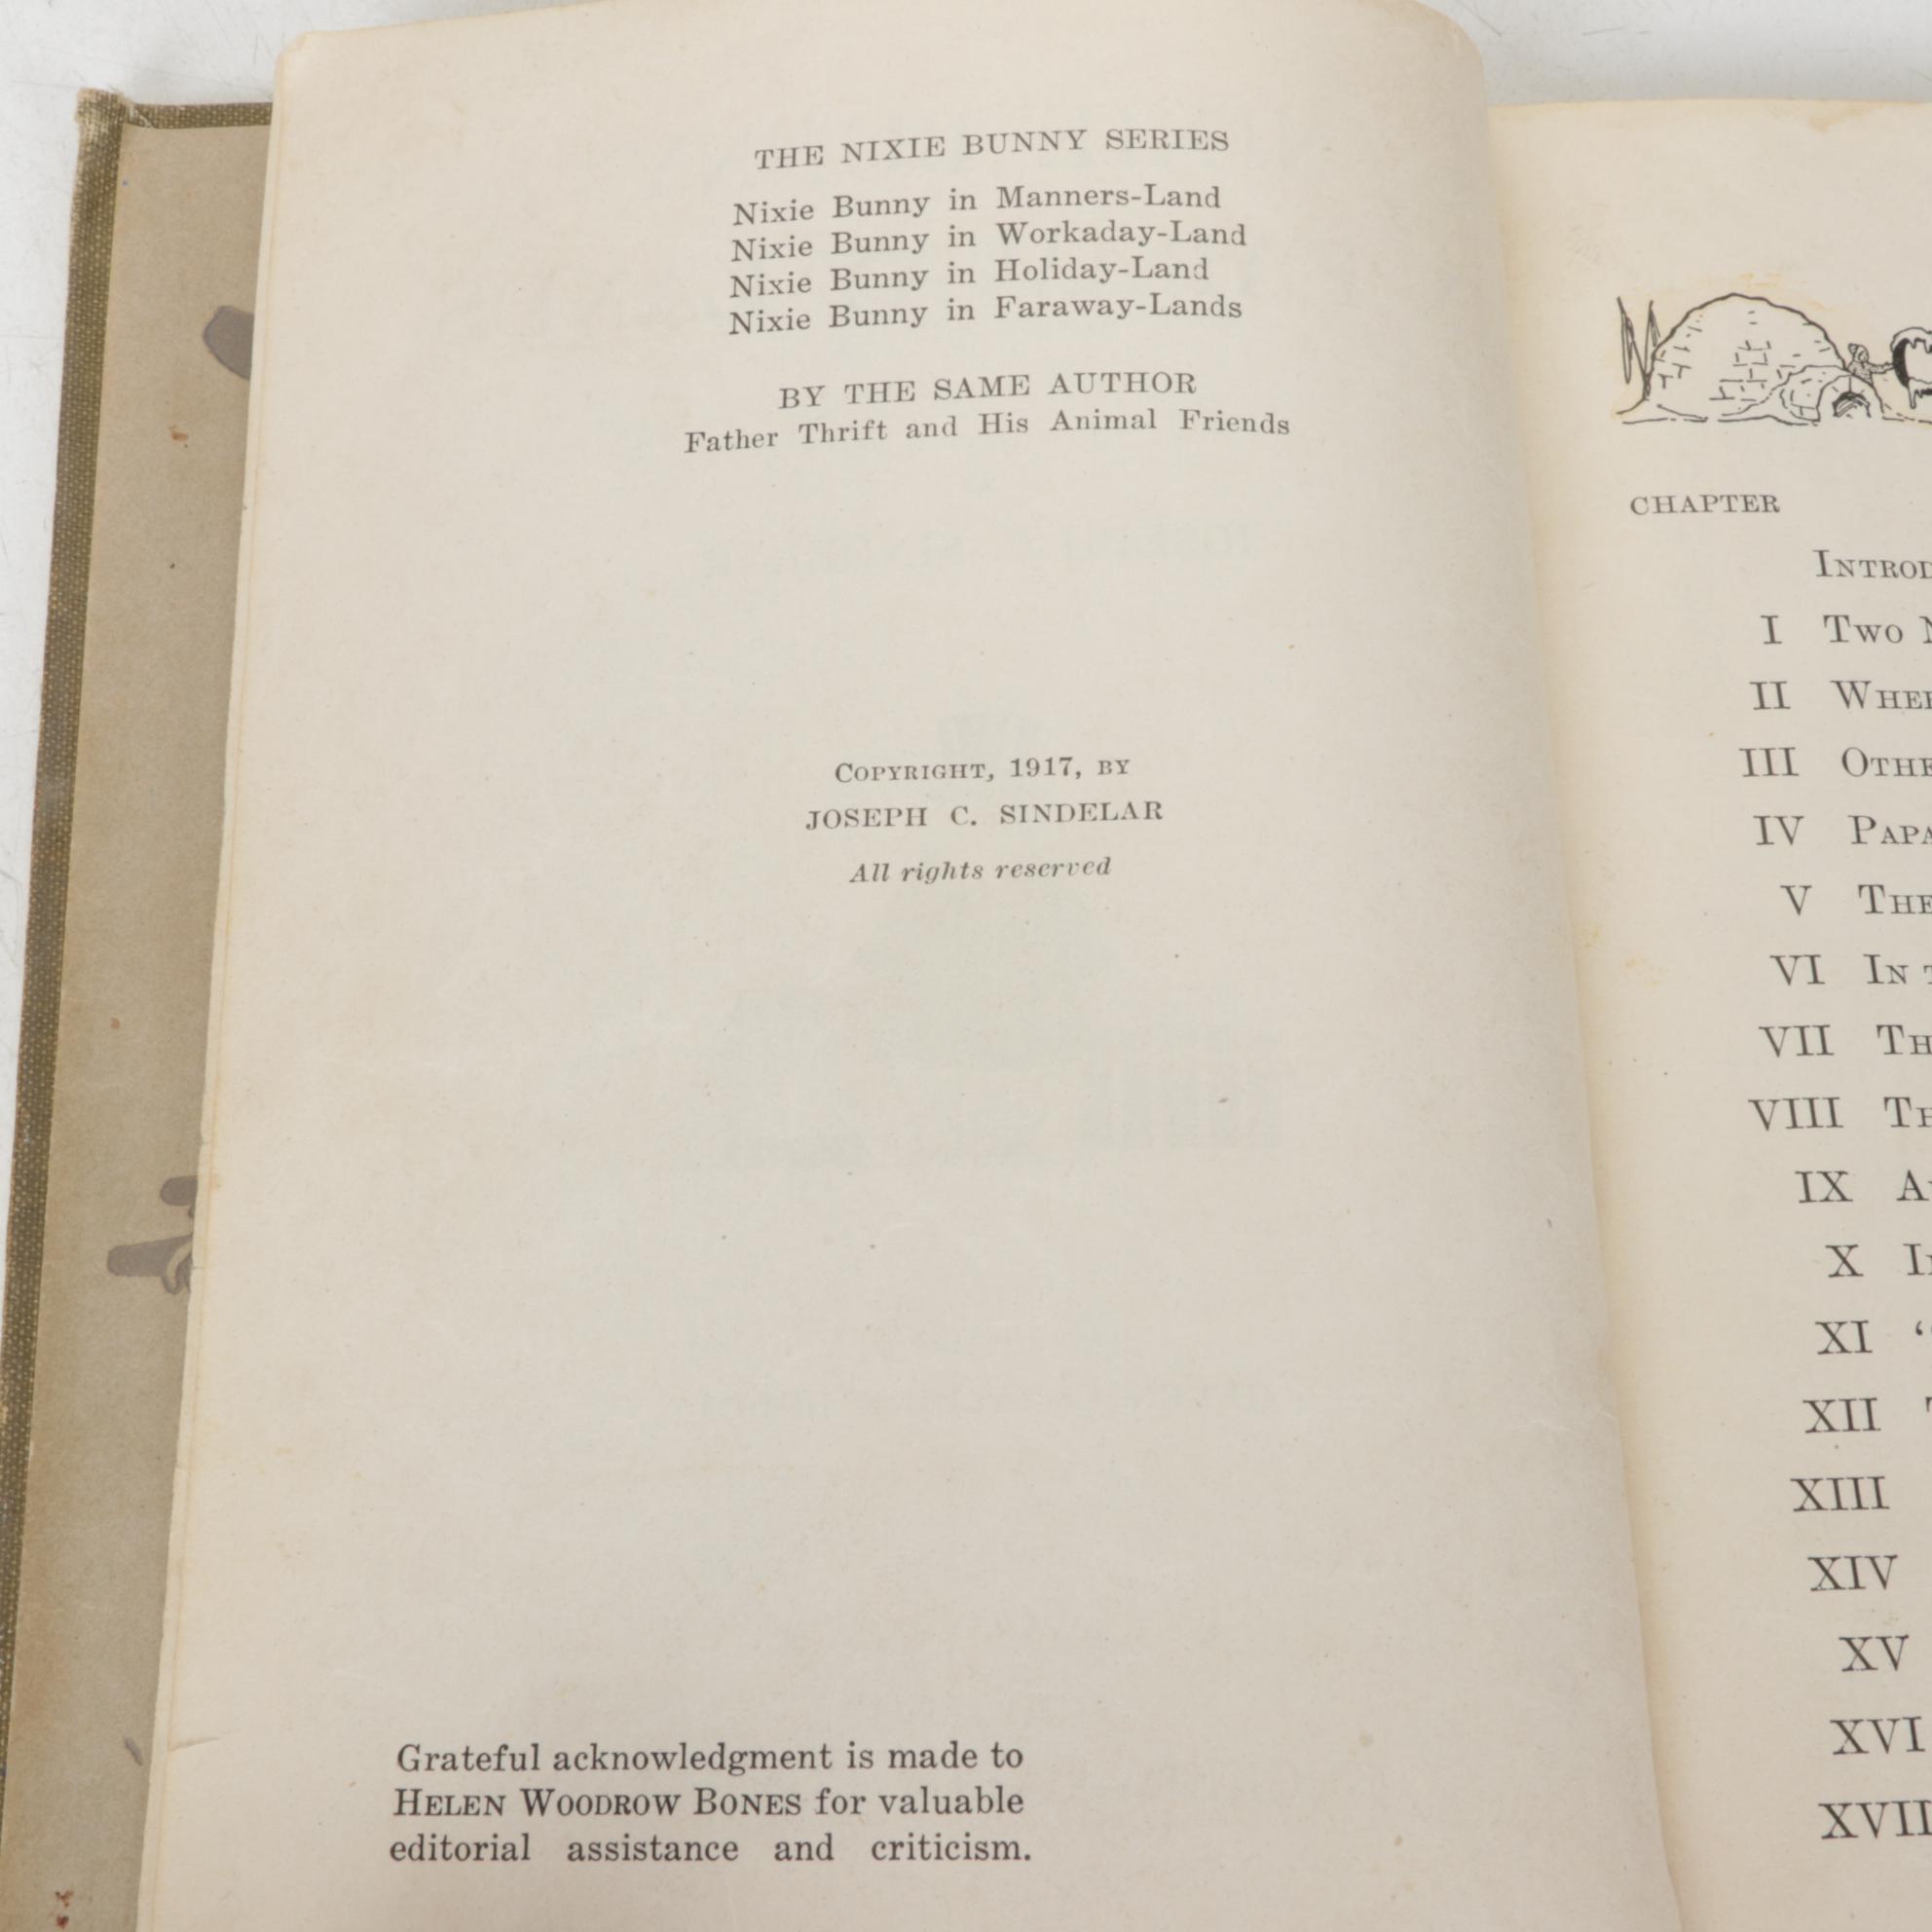 THE NIXIE BUNNY SERIES
Nixie Bunny in Manners-Land
Nixie Bunny in Workaday-Land
Nixie Bunny in Holiday-Land
Nixie Bunny in Faraway-Lands
BY THE SAME AUTHOR
Father Thrift and His Animal Friends
COPYRIGHT, 1917, BY
JOSEPH C. SINDELAR
All rights reserved
Grateful acknowledgment is made to
HELEN WOODROW BONES for valuable
editorial assistance and criticism.
CHAPTER
I Two
II
III
IV
V
VI IN
VII
VIII
IX
X
XI
XII
XIII
XIV
XV
XVI
XVII